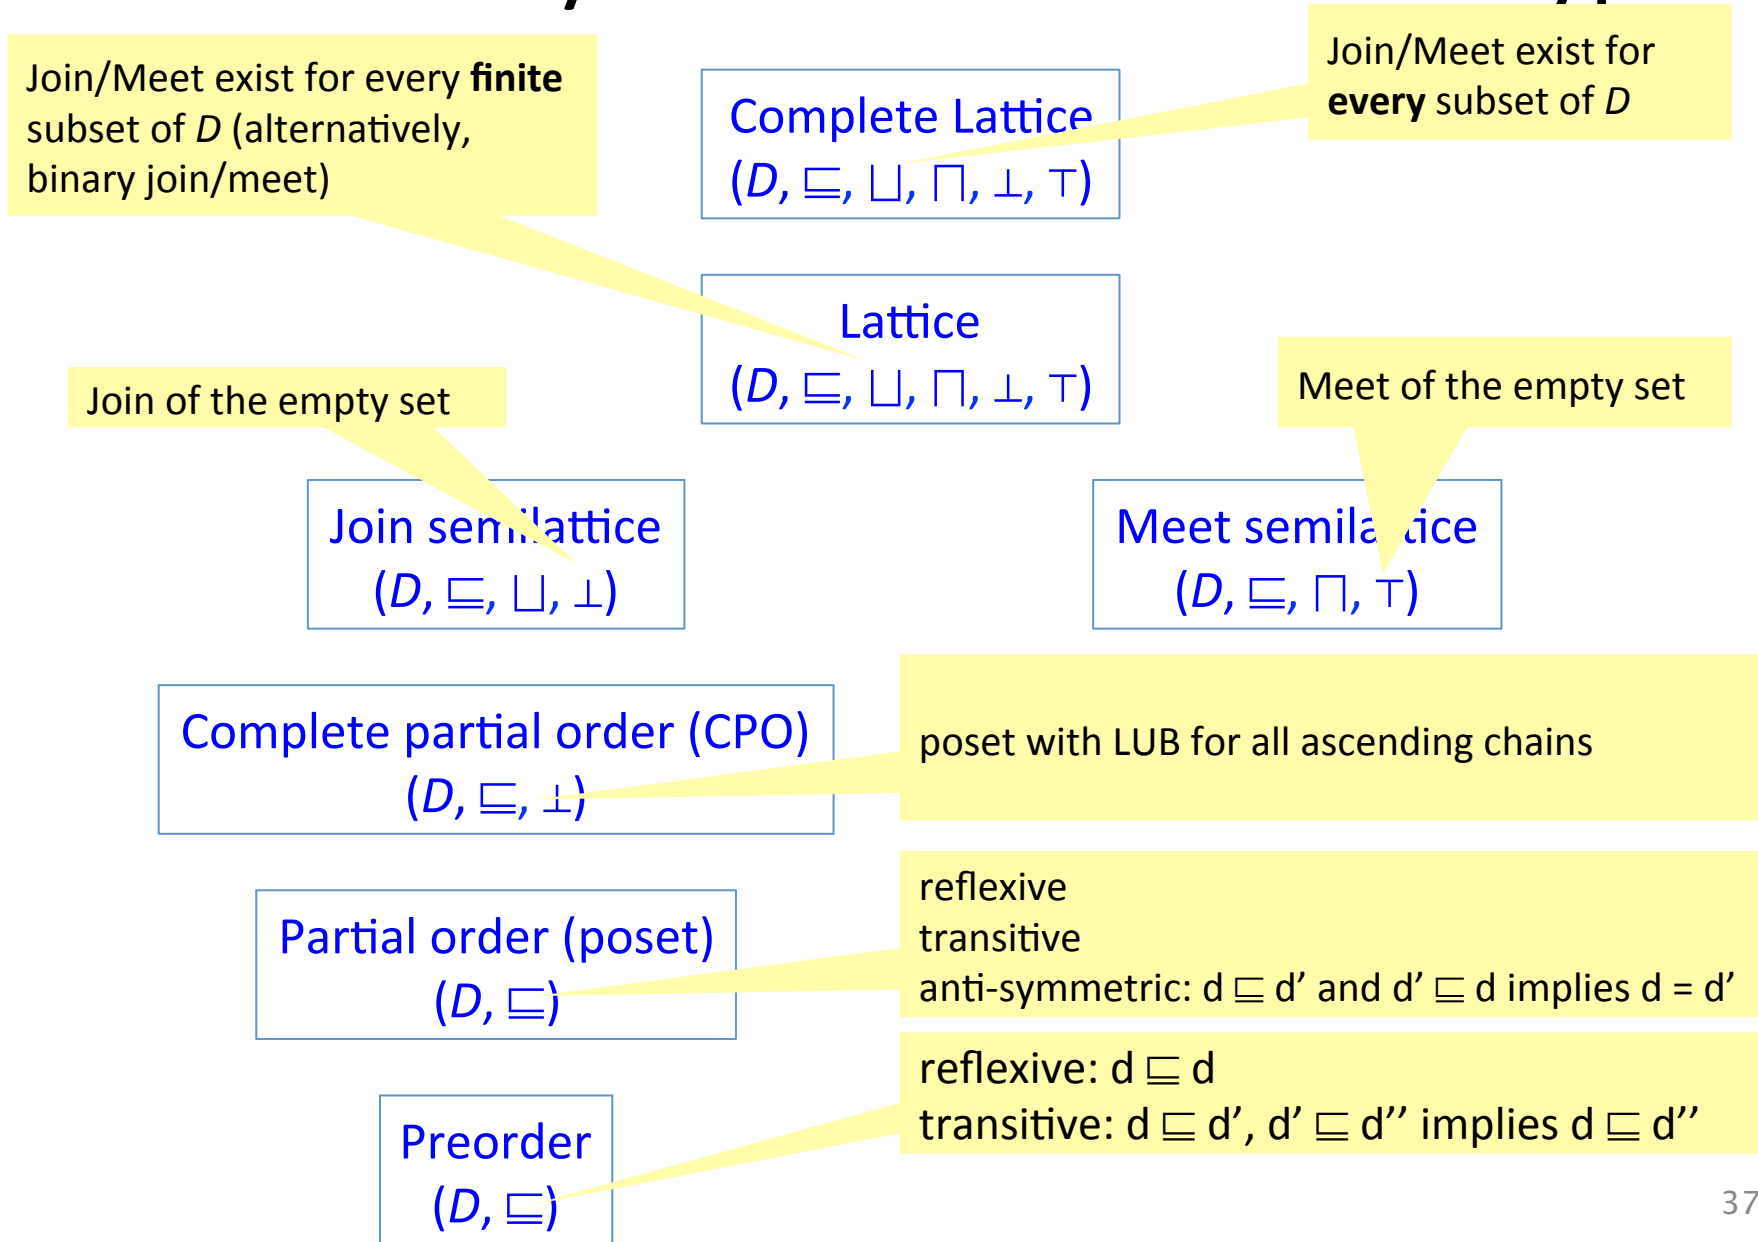 Join/Meet exist for every finite
subset of D (alternatively,
binary join/meet)
Join/Meet exist for
every subset of D
Complete Lattice
(D, ⊑, ⊔, ⊓, ⊥, ⊤)
Lattice
(D, ⊑, ⊔, ⊓, ⊥, ⊤)
Join of the empty set
Meet of the empty set
Join semilattice
(D, ⊑, ⊔, ⊥)
Meet semilattice
(D, ⊑, ⊓, ⊤)
Complete partial order (CPO)
(D, ⊑, ⊥)
poset with LUB for all ascending chains
Partial order (poset)
(D, ⊑)
reflexive
transitive
anti-symmetric: d ⊑ d’ and d’ ⊑ d implies d = d’
reflexive: d ⊑ d
transitive: d ⊑ d’, d’ ⊑ d’’ implies d ⊑ d’’
Preorder
(D, ⊑)
37